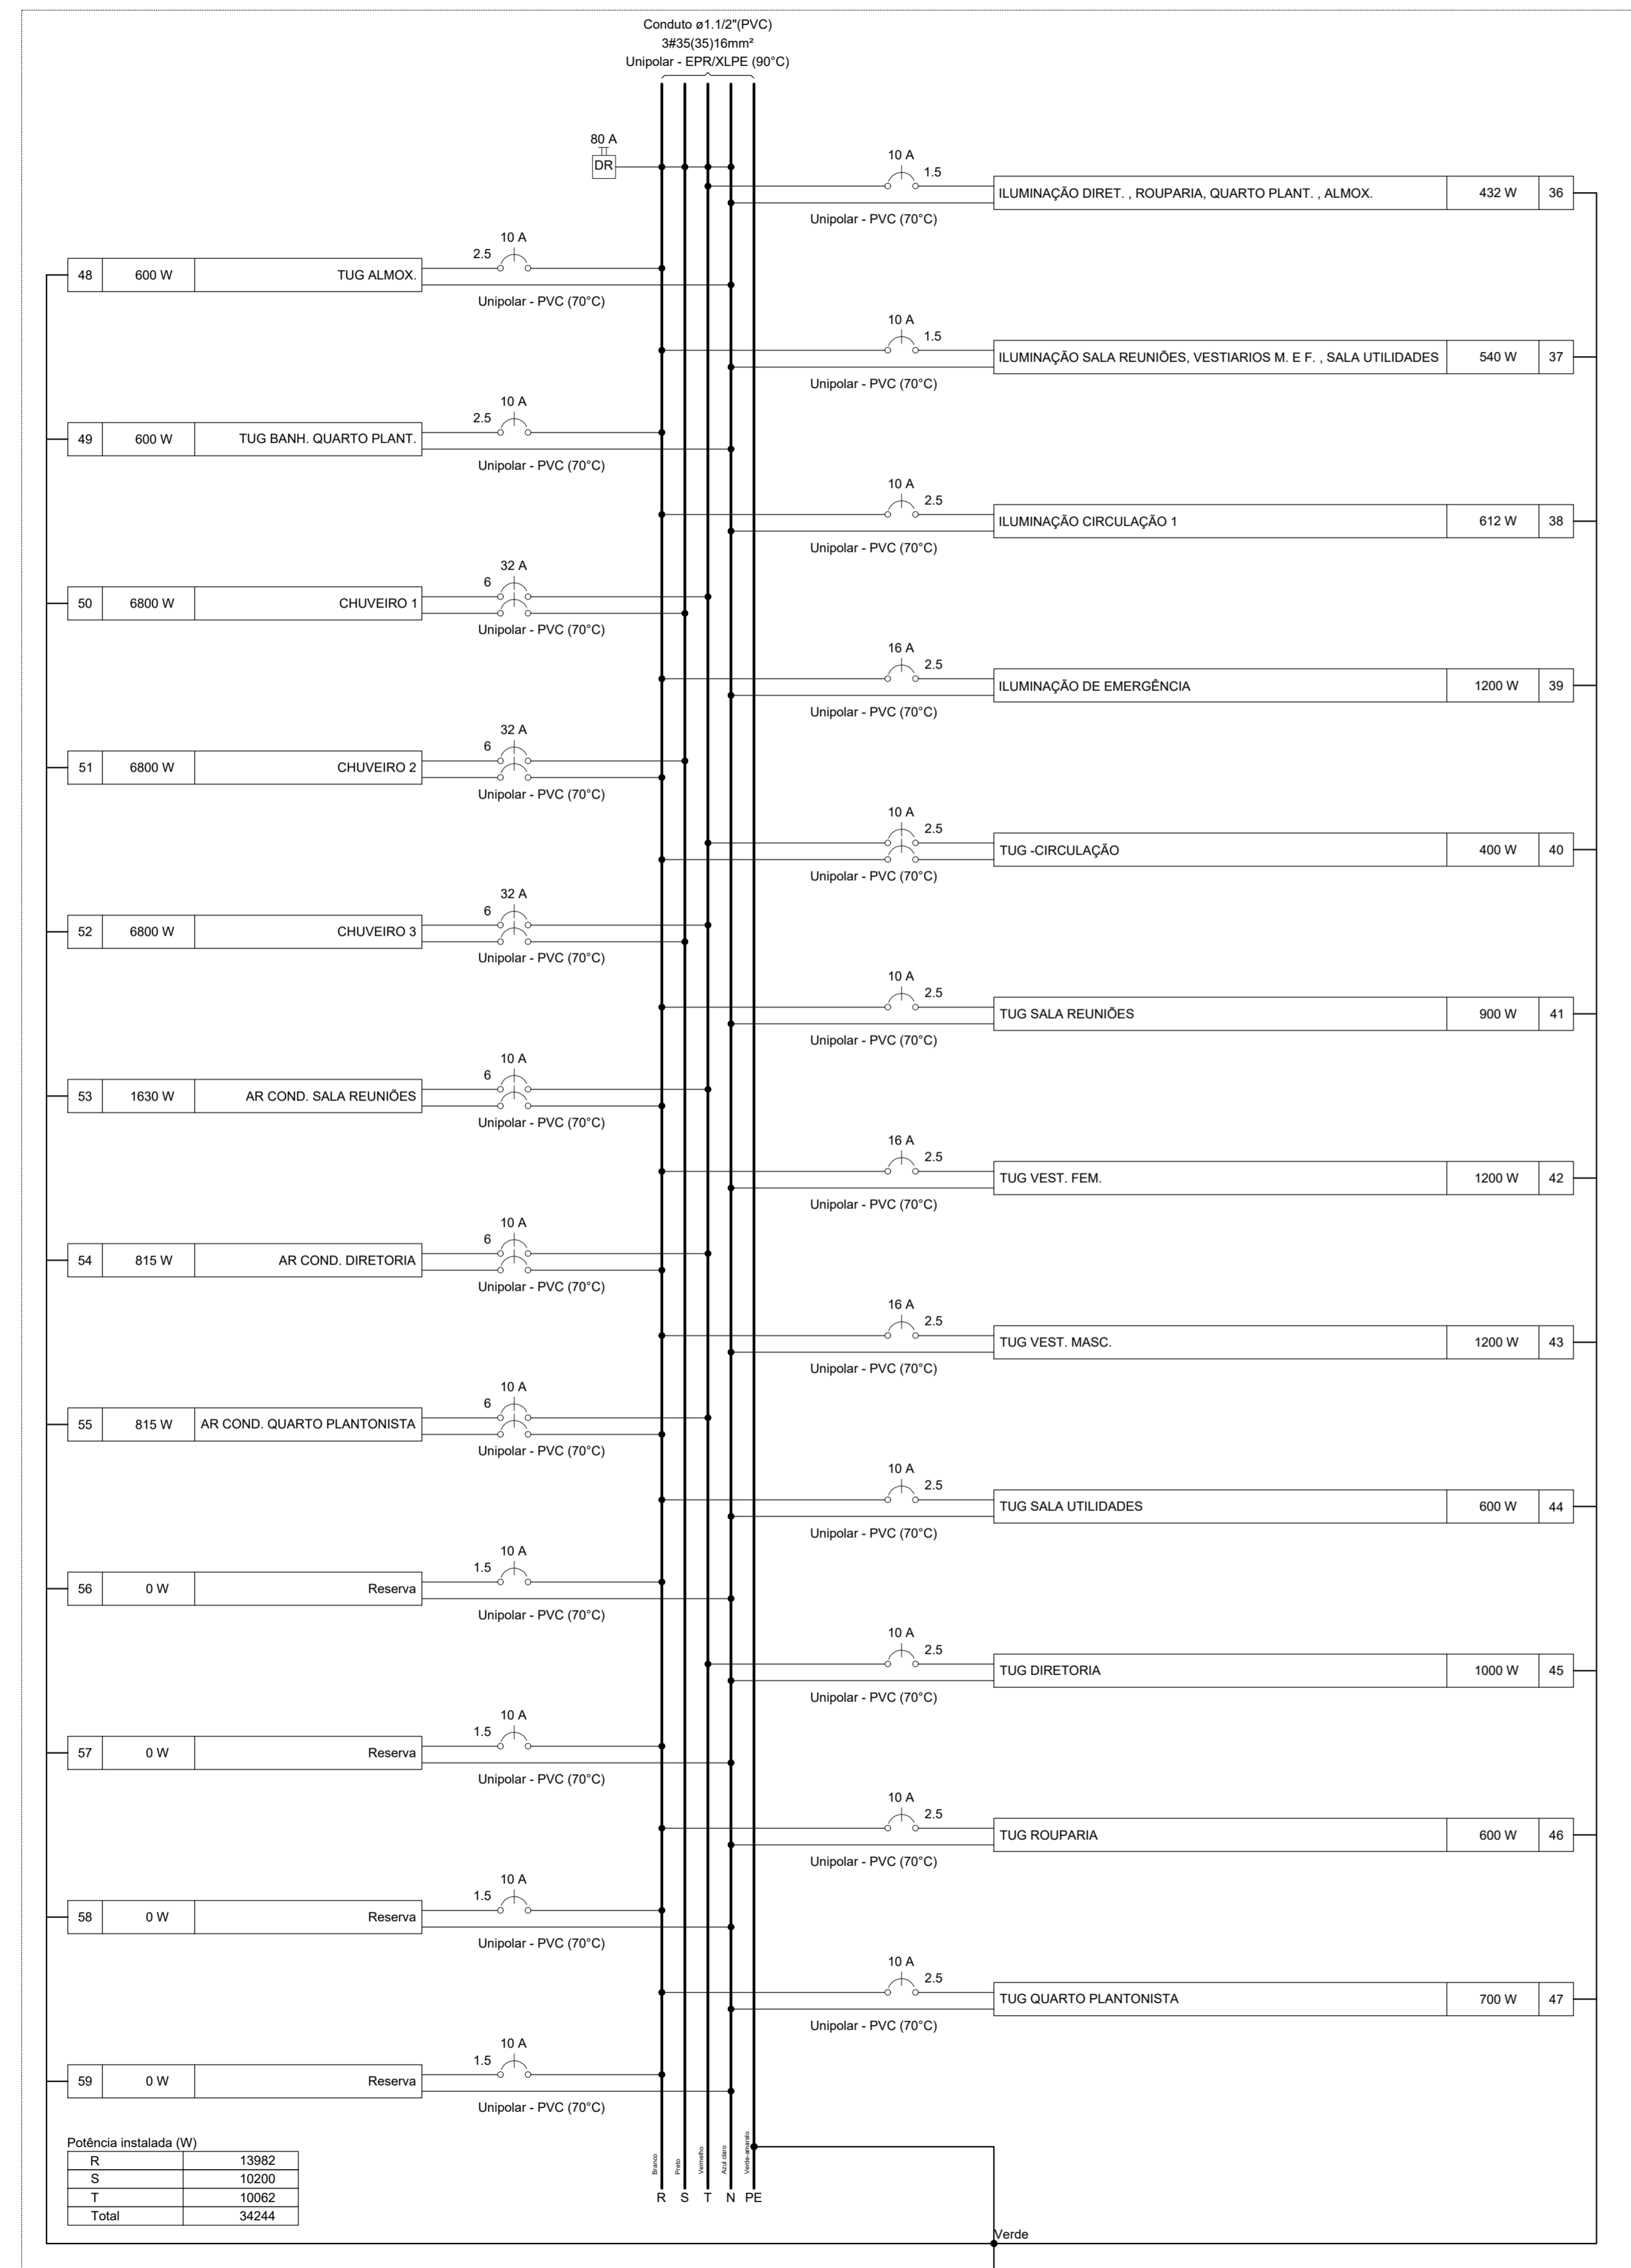 Conduto ø1.1/2"(PVC)
3#35(35)16mm²
Unipolar - EPR/XLPE (90°C)
80 A
DR
10 A
1.5
ILUMINAÇÃO DIRET. , ROUPARIA, QUARTO PLANT. , ALMOX. 432 W 36
Unipolar - PVC (70°C)
10 A
2.5
48 600 W TUG ALMOX.
Unipolar - PVC (70°C)
10 A
1.5
ILUMINAÇÃO SALA REUNIÕES, VESTIARIOS M. E F. , SALA UTILIDADES 540 W 37
Unipolar - PVC (70°C)
10 A
2.5
49 600 W TUG BANH. QUARTO PLANT.
Unipolar - PVC (70°C)
10 A
2.5
ILUMINAÇÃO CIRCULAÇÃO 1 612 W 38
Unipolar - PVC (70°C)
32 A
6
50 6800 W CHUVEIRO 1
Unipolar - PVC (70°C)
16 A
2.5
ILUMINAÇÃO DE EMERGÊNCIA 1200 W 39
Unipolar - PVC (70°C)
32 A
6
51 6800 W CHUVEIRO 2
Unipolar - PVC (70°C)
10 A
2.5
TUG -CIRCULAÇÃO 400 W 40
Unipolar - PVC (70°C)
32 A
6
52 6800 W CHUVEIRO 3
Unipolar - PVC (70°C)
10 A
2.5
TUG SALA REUNIÕES 900 W 41
Unipolar - PVC (70°C)
10 A
6
53 1630 W AR COND. SALA REUNIÕES
Unipolar - PVC (70°C)
16 A
2.5
TUG VEST. FEM. 1200 W 42
Unipolar - PVC (70°C)
10 A
6
54 815 W AR COND. DIRETORIA
Unipolar - PVC (70°C)
16 A
2.5
TUG VEST. MASC. 1200 W 43
Unipolar - PVC (70°C)
10 A
6
55 815 W AR COND. QUARTO PLANTONISTA
Unipolar - PVC (70°C)
10 A
2.5
TUG SALA UTILIDADES 600 W 44
Unipolar - PVC (70°C)
10 A
1.5
56 0 W Reserva
Unipolar - PVC (70°C)
10 A
2.5
TUG DIRETORIA 1000 W 45
Unipolar - PVC (70°C)
10 A
1.5
57 0 W Reserva
Unipolar - PVC (70°C)
10 A
2.5
TUG ROUPARIA 600 W 46
Unipolar - PVC (70°C)
10 A
1.5
58 0 W Reserva
Unipolar - PVC (70°C)
10 A
2.5
TUG QUARTO PLANTONISTA 700 W 47
Unipolar - PVC (70°C)
10 A
1.5
59 0 W Reserva
Unipolar - PVC (70°C)
Potência instalada (W)
R 13982
S 10200
T 10062
Total 34244
Branco
Preto
Vermelho
Azul claro
Verde-amarelo
R S T N PE
Verde